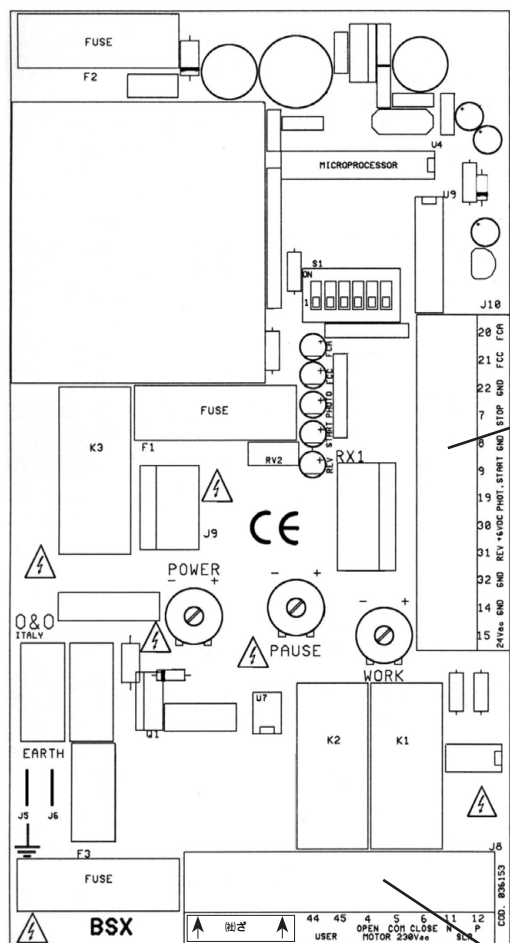 FUSE
F2
U4
MICROPROCESSOR
U9
S1
ON
1
J10
20 FCA
21 FCC
22 GND
7 STOP
8 GND
9 START
19 PHOT.
30 +6VDC
31 REV
32 GND
14 GND
15 24Vac
FCA
FCC
PHOTO
START
REV
K3
FUSE
F1
RV2
RX1
J9
CE
POWER
- +
PAUSE
- +
WORK
- +
O&O
ITALY
Q1
U7
K2
K1
EARTH
J5
J6
F3
FUSE
J8
COD. 036153
BSX
44 45 4 5 6 11 12
OPEN COM CLOSE N P
USER MOTOR 230Vac SLP